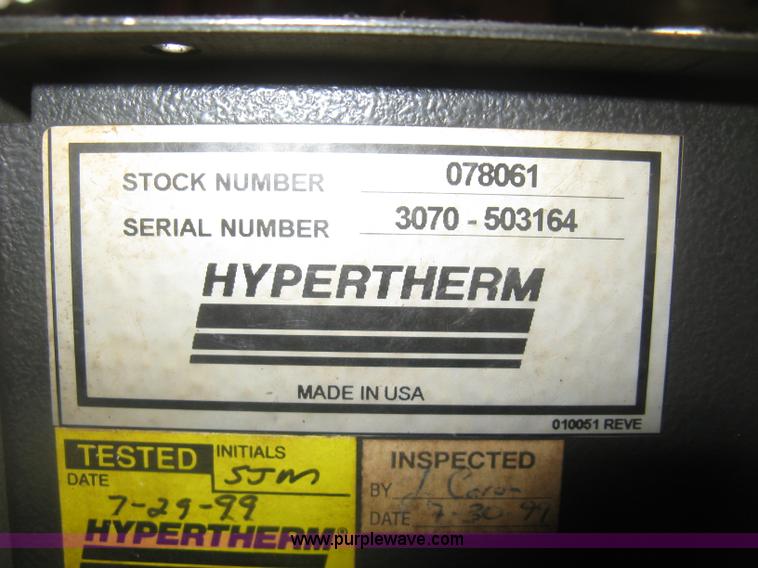 STOCK NUMBER 078061
SERIAL NUMBER 3070 - 503164
HYPERTHERM
MADE IN USA
010051 REVE
TESTED INITIALS
SJM
DATE
7-29-99
HYPERTHERM®
INSPECTED
BY J. Caron
DATE 7-30-99
www.purplewave.com